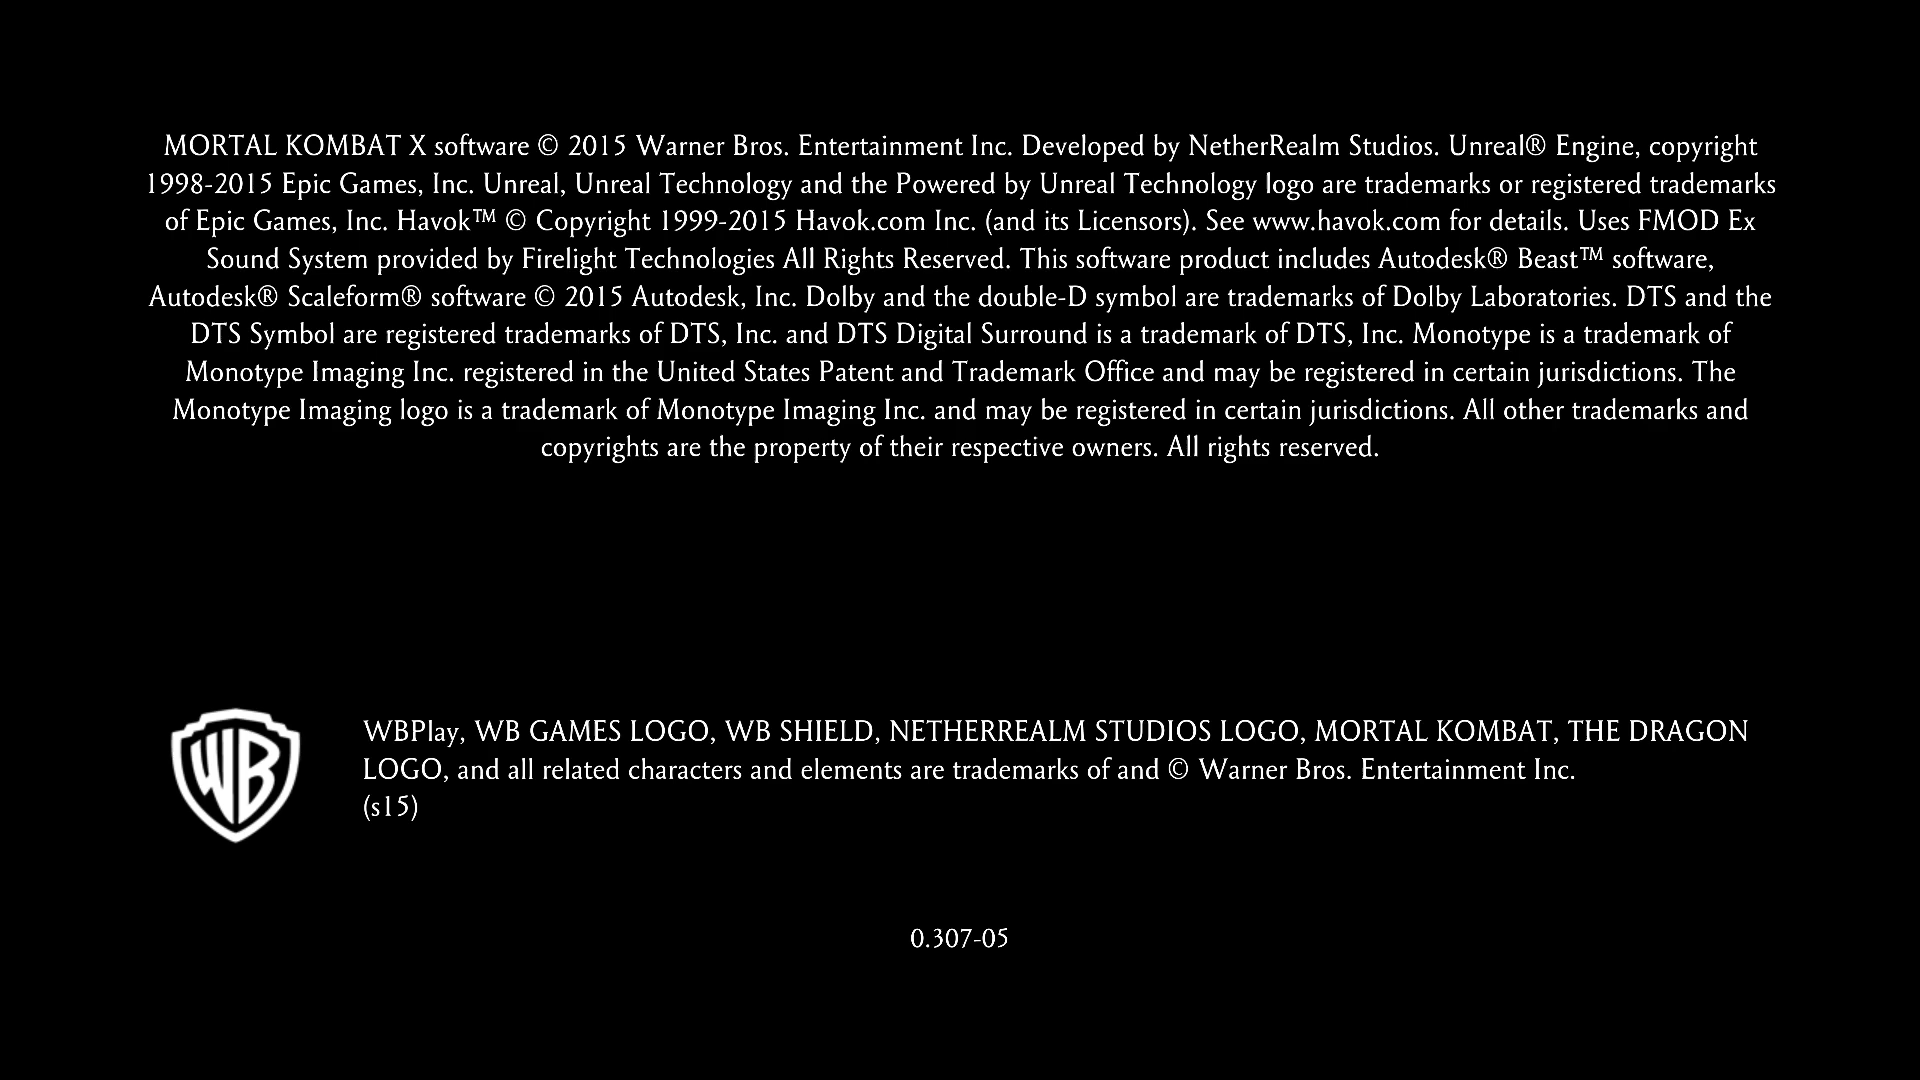 MORTAL KOMBAT X software © 2015 Warner Bros. Entertainment Inc. Developed by NetherRealm Studios. Unreal® Engine, copyright
1998-2015 Epic Games, Inc. Unreal, Unreal Technology and the Powered by Unreal Technology logo are trademarks or registered trademarks
of Epic Games, Inc. Havok™ © Copyright 1999-2015 Havok.com Inc. (and its Licensors). See www.havok.com for details. Uses FMOD Ex
Sound System provided by Firelight Technologies All Rights Reserved. This software product includes Autodesk® Beast™ software,
Autodesk® Scaleform® software © 2015 Autodesk, Inc. Dolby and the double-D symbol are trademarks of Dolby Laboratories. DTS and the
DTS Symbol are registered trademarks of DTS, Inc. and DTS Digital Surround is a trademark of DTS, Inc. Monotype is a trademark of
Monotype Imaging Inc. registered in the United States Patent and Trademark Office and may be registered in certain jurisdictions. The
Monotype Imaging logo is a trademark of Monotype Imaging Inc. and may be registered in certain jurisdictions. All other trademarks and
copyrights are the property of their respective owners. All rights reserved.
WB
WBPlay, WB GAMES LOGO, WB SHIELD, NETHERREALM STUDIOS LOGO, MORTAL KOMBAT, THE DRAGON
LOGO, and all related characters and elements are trademarks of and © Warner Bros. Entertainment Inc.
(s15)
0.307-05